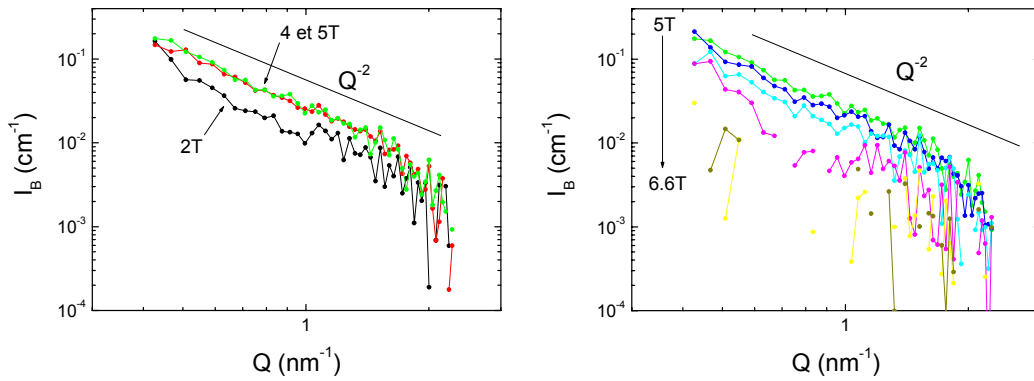 4 et 5T
Q⁻²
2T
10⁻¹
10⁻²
10⁻³
10⁻⁴
1
I_B (cm⁻¹)
Q (nm⁻¹)
5T
6.6T
Q⁻²
10⁻¹
10⁻²
10⁻³
10⁻⁴
1
I_B (cm⁻¹)
Q (nm⁻¹)